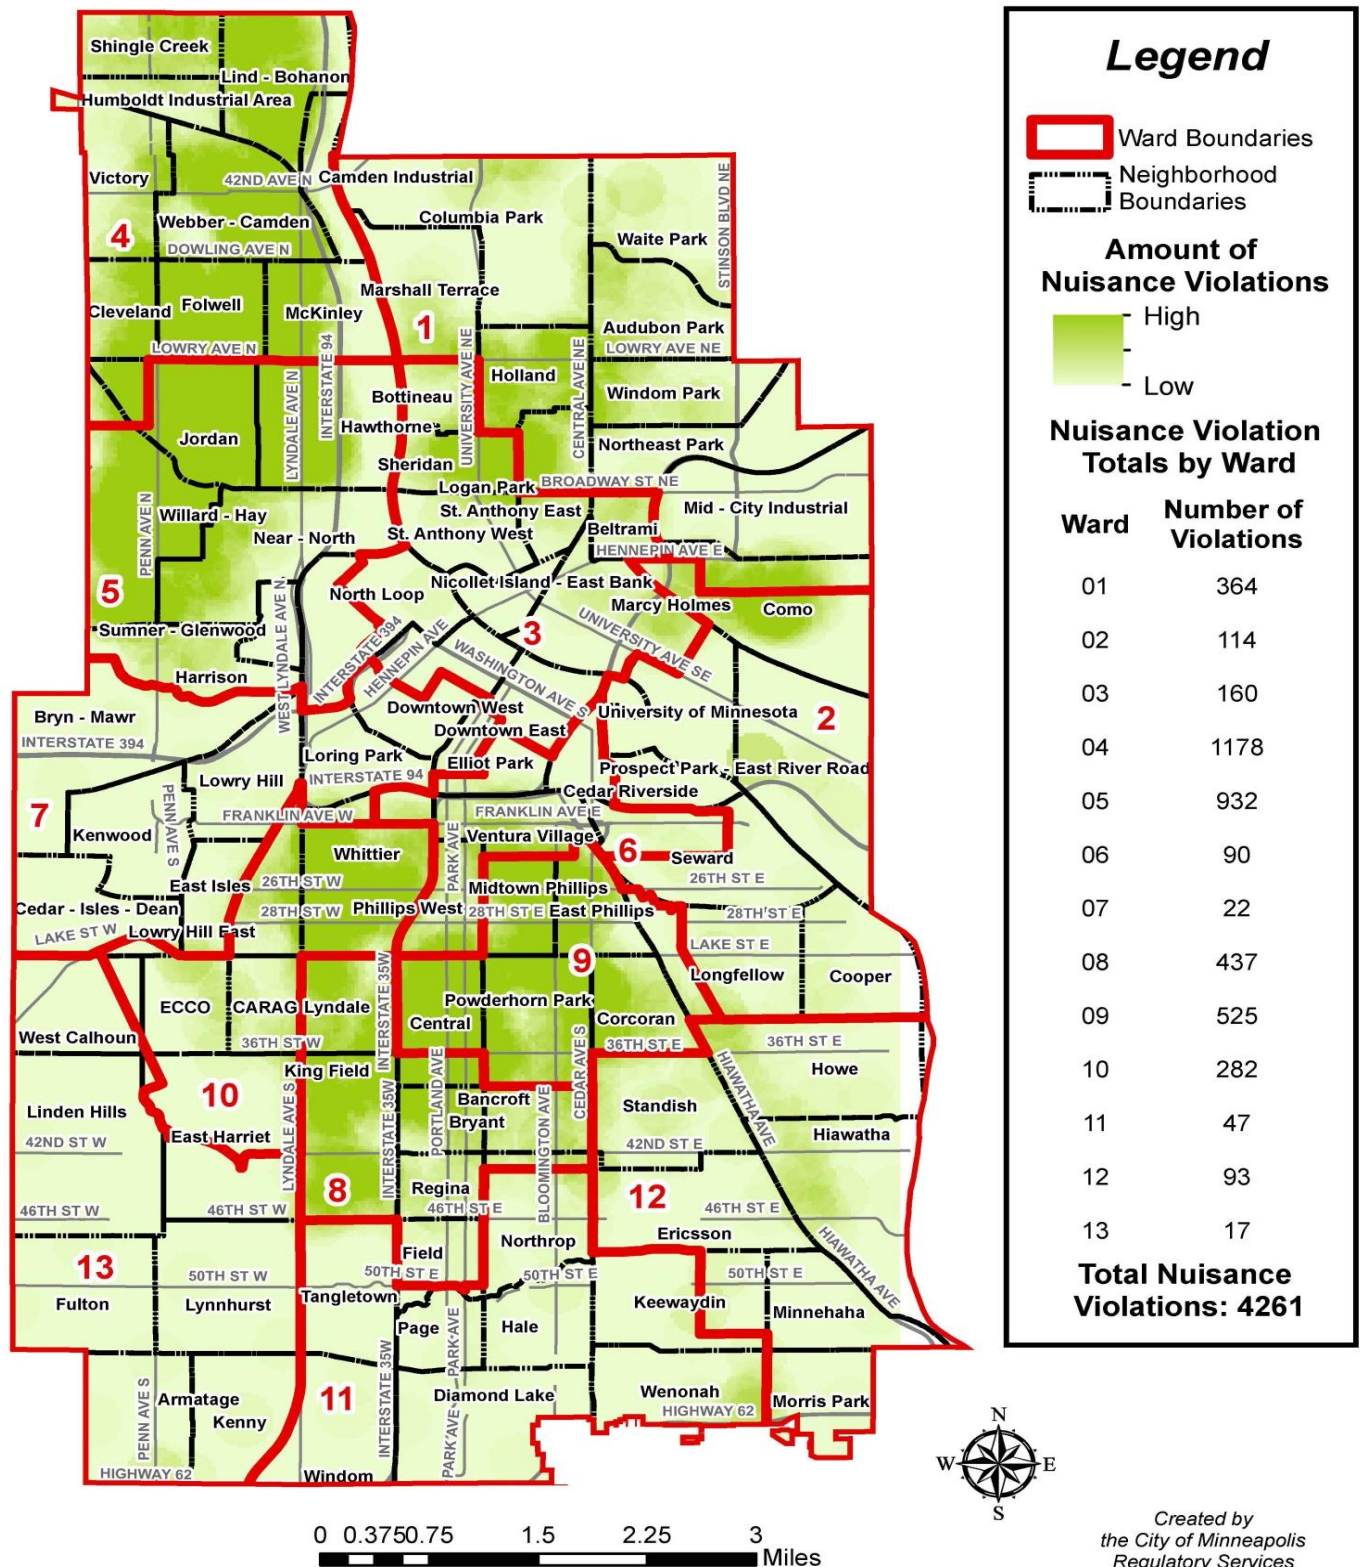 Shingle Creek
Lind - Bohanon
Humboldt Industrial Area
Victory
42ND AVE N
Camden Industrial
Webber - Camden
Columbia Park
4
DOWLING AVE N
Waite Park
STINSON BLVD NE
Marshall Terrace
Cleveland
Folwell
McKinley
1
Audubon Park
LOWRY AVE N
LOWRY AVE NE
INTERSTATE 94
UNIVERSITY AVE NE
CENTRAL AVE NE
Holland
LYNDALE AVE N
Bottineau
Windom Park
Jordan
Hawthorne
Northeast Park
Sheridan
PENN AVE N
Logan Park
BROADWAY ST NE
Willard - Hay
St. Anthony East
Mid - City Industrial
Near - North
St. Anthony West
Beltrami
HENNEPIN AVE E
5
North Loop
Nicollet Island - East Bank
Marcy Holmes
Como
Sumner - Glenwood
3
UNIVERSITY AVE SE
WEST LYNDALE AVE N
INTERSTATE 394
HENNEPIN AVE
WASHINGTON AVE S
Harrison
Bryn - Mawr
Downtown West
University of Minnesota
2
INTERSTATE 394
Downtown East
Loring Park
Elliot Park
Prospect Park - East River Road
Lowry Hill
INTERSTATE 94
Cedar Riverside
7
PENN AVE S
FRANKLIN AVE W
FRANKLIN AVE E
Kenwood
PARK AVE
Ventura Village
Whittier
6
Seward
East Isles
26TH ST W
Midtown Phillips
26TH ST E
Cedar - Isles - Dean
28TH ST W
Phillips West
28TH ST E
East Phillips
28TH ST E
LAKE ST W
Lowry Hill East
LAKE ST E
9
Longfellow
Cooper
INTERSTATE 35W
ECCO
CARAG
Lyndale
Powderhorn Park
Central
Corcoran
West Calhoun
36TH ST W
36TH ST E
36TH ST E
CEDAR AVE S
King Field
Howe
10
LYNDALE AVE S
INTERSTATE 35W
PORTLAND AVE
Bancroft
BLOOMINGTON AVE
HIAWATHA AVE
Linden Hills
Bryant
Standish
42ND ST W
East Harriet
42ND ST E
Hiawatha
8
Regina
12
46TH ST W
46TH ST W
46TH ST E
46TH ST E
Field
Northrop
Ericsson
HIAWATHA AVE
13
50TH ST W
50TH ST E
50TH ST E
50TH ST E
Fulton
Lynnhurst
Tangletown
Keewaydin
Minnehaha
Page
PARK AVE
Hale
INTERSTATE 35W
PENN AVE S
Armatage
11
Diamond Lake
Wenonah
Morris Park
Kenny
PARK AVE
HIGHWAY 62
HIGHWAY 62
Windom
0 0.375 0.75 1.5 2.25 3
Miles
Legend
Ward Boundaries
Neighborhood
Boundaries
Amount of
Nuisance Violations
High
Low
Nuisance Violation
Totals by Ward
Ward Number of
Violations
01 364
02 114
03 160
04 1178
05 932
06 90
07 22
08 437
09 525
10 282
11 47
12 93
13 17
Total Nuisance
Violations: 4261
N
W E
S
Created by
the City of Minneapolis
Regulatory Services